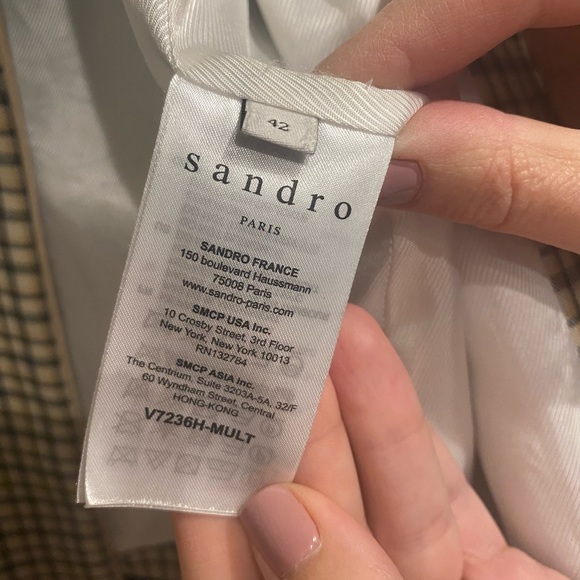 42
sandro
PARIS
SANDRO FRANCE
150 boulevard Haussmann
75008 Paris
www.sandro-paris.com
SMCP USA Inc.
10 Crosby Street, 3rd Floor
New York, New York 10013
RN132784
SMCP ASIA Inc.
The Centrium, Suite 3203A-5A, 32/F
60 Wyndham Street, Central
HONG-KONG
V7236H-MULT